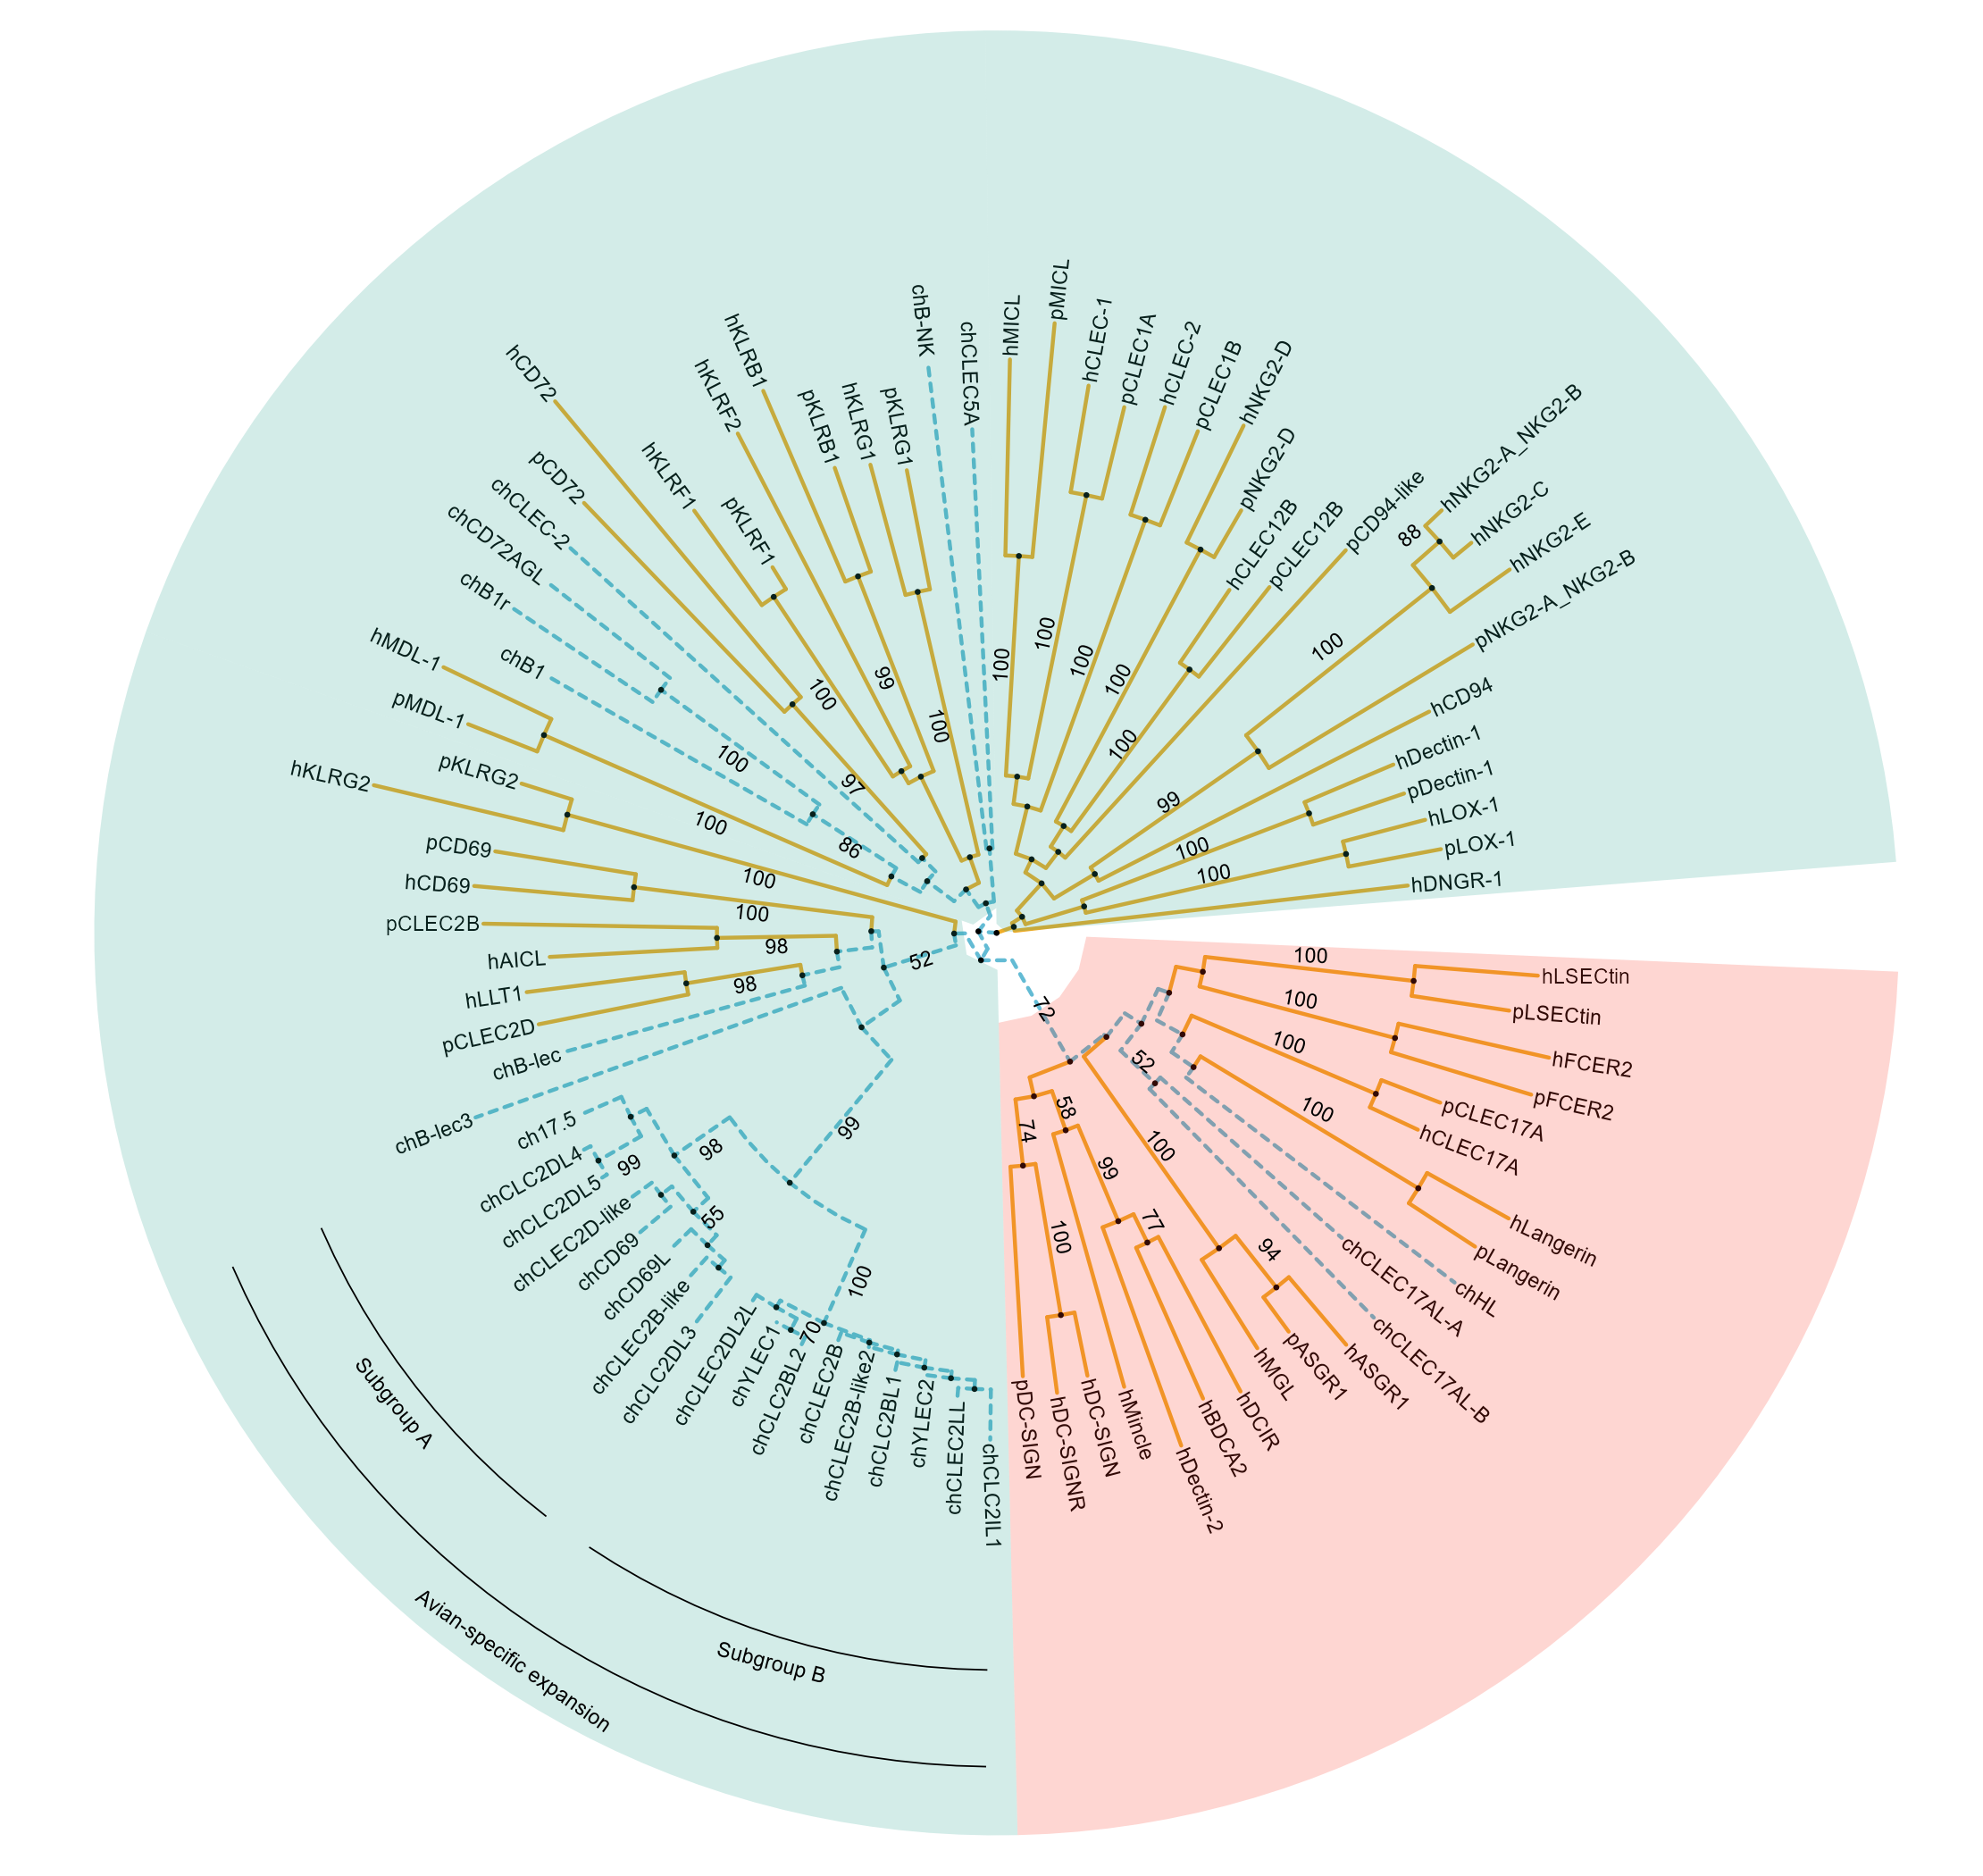 hCD72
pCD72
chCLEC-2
chCD72AGL
chB1r
chB1
hMDL-1
pMDL-1
pKLRG2
hKLRG2
pCD69
hCD69
pCLEC2B
hAICL
hLLT1
pCLEC2D
chB-lec
chB-lec3
ch17.5
chCLC2DL4
chCLC2DL5
chCLEC2D-like
chCD69
chCD69L
chCLEC2B-like
chCLC2DL3
chCLEC2DL2L
chYLEC1
chCLC2BL2
chCLEC2B
chCLEC2B-like2
chCLC2BL1
chYLEC2
chCLEC2LL
chCLC2IL1
hKLRF1
pKLRF1
hKLRF2
hKLRB1
pKLRB1
hKLRG1
pKLRG1
chB-NK
chCLEC5A
hMICL
pMICL
hCLEC-1
pCLEC1A
hCLEC-2
pCLEC1B
hNKG2-D
pNKG2-D
hCLEC12B
pCLEC12B
pCD94-like
hNKG2-A_NKG2-B
hNKG2-C
hNKG2-E
pNKG2-A_NKG2-B
hCD94
hDectin-1
pDectin-1
hLOX-1
pLOX-1
hDNGR-1
hLSECtin
pLSECtin
hFCER2
pFCER2
pCLEC17A
hCLEC17A
hLangerin
pLangerin
chHL
chCLEC17AL-A
chCLEC17AL-B
hASGR1
pASGR1
hMGL
hDCIR
hBDCA2
hDectin-2
hMincle
hDC-SIGN
hDC-SIGNR
pDC-SIGN
100
97
100
86
100
100
100
98
98
52
99
98
99
55
100
70
99
100
100
100
100
100
100
88
100
99
100
100
72
100
100
100
100
52
100
94
58
74
99
77
100
Subgroup A
Subgroup B
Avian-specific expansion